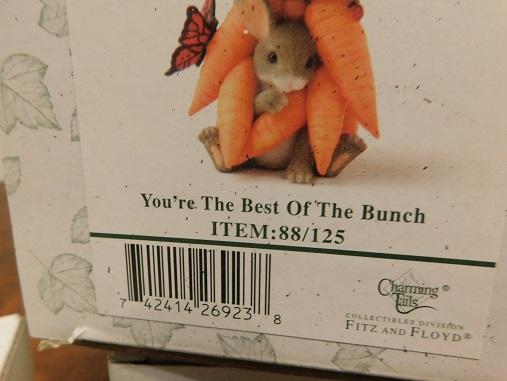 You're The Best Of The Bunch
ITEM:88/125
7 42414 26923 8
Charming®
Tails
COLLECTIBLES DIVISION
FITZ AND FLOYD®